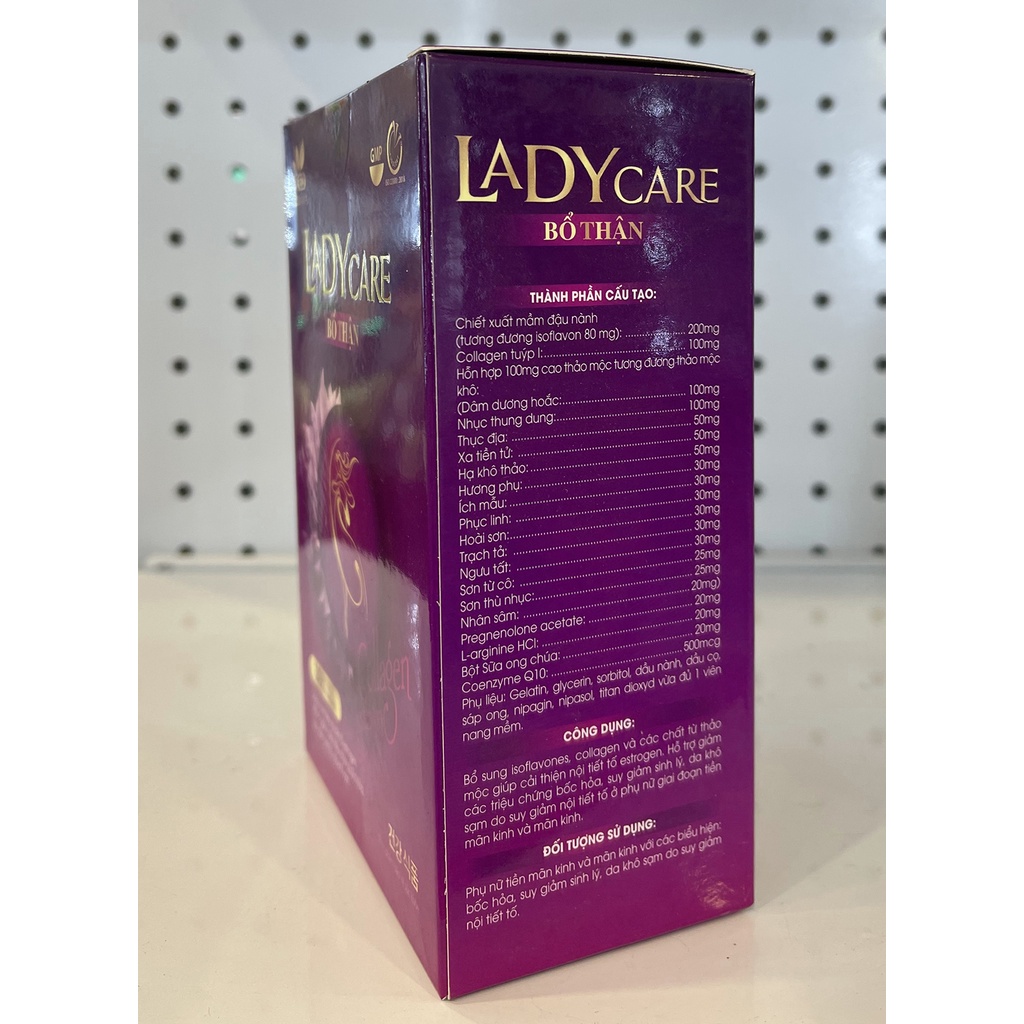 GMP
LADYCARE
BỔ THẬN
Collagen
건강식품
LADYCARE
BỔ THẬN
THÀNH PHẦN CẤU TẠO:
Chiết xuất mầm đậu nành
(tương đương isoflavon 80 mg): 200mg
Collagen tuýp I: 100mg
Hỗn hợp 100mg cao thảo mộc tương đương thảo mộc
khô:
(Dâm dương hoắc: 100mg
Nhục thung dung: 100mg
Thục địa: 50mg
Xa tiền tử: 50mg
Hạ khô thảo: 50mg
Hương phụ: 30mg
Ích mẫu: 30mg
Phục linh: 30mg
Hoài sơn: 30mg
Trạch tả: 30mg
Ngưu tất: 30mg
Sơn từ cô: 25mg
Sơn thù nhục: 25mg
Nhân sâm: 20mg)
Pregnenolone acetate: 20mg
L-arginine HCl: 20mg
Bột Sữa ong chúa: 20mg
Coenzyme Q10: 500mcg
Phụ liệu: Gelatin, glycerin, sorbitol, dầu nành, dầu cọ,
sáp ong, nipagin, nipasol, titan dioxyd vừa đủ 1 viên
nang mềm.
CÔNG DỤNG:
Bổ sung isoflavones, collagen và các chất từ thảo
mộc giúp cải thiện nội tiết tố estrogen. Hỗ trợ giảm
các triệu chứng bốc hỏa, suy giảm sinh lý, da khô
sạm do suy giảm nội tiết tố ở phụ nữ giai đoạn tiền
mãn kinh và mãn kinh.
ĐỐI TƯỢNG SỬ DỤNG:
Phụ nữ tiền mãn kinh và mãn kinh với các biểu hiện:
bốc hỏa, suy giảm sinh lý, da khô sạm do suy giảm
nội tiết tố.